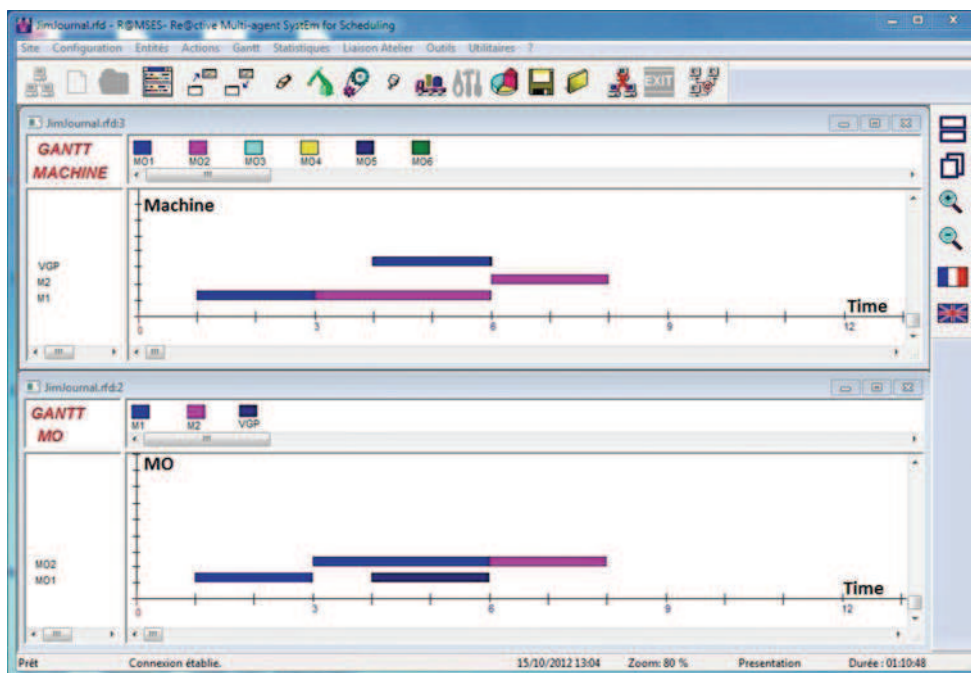 JimJournal.rfd - R@MSES- Re@ctive Multi-agent SystEm for Scheduling
Site Configuration Entités Actions Gantt Statistiques Liaison Atelier Outils Utilitaires ?
EXIT
JimJournal.rfd:3
GANTT
MACHINE
MO1 MO2 MO3 MO4 MO5 MO6
Machine
VGP
M2
M1
Time
0 3 6 9 12
JimJournal.rfd:2
GANTT
MO
M1 M2 VGP
MO
MO2
MO1
Time
0 3 6 9 12
Prêt Connexion établie. 15/10/2012 13:04 Zoom: 80 % Presentation Durée : 01:10:48